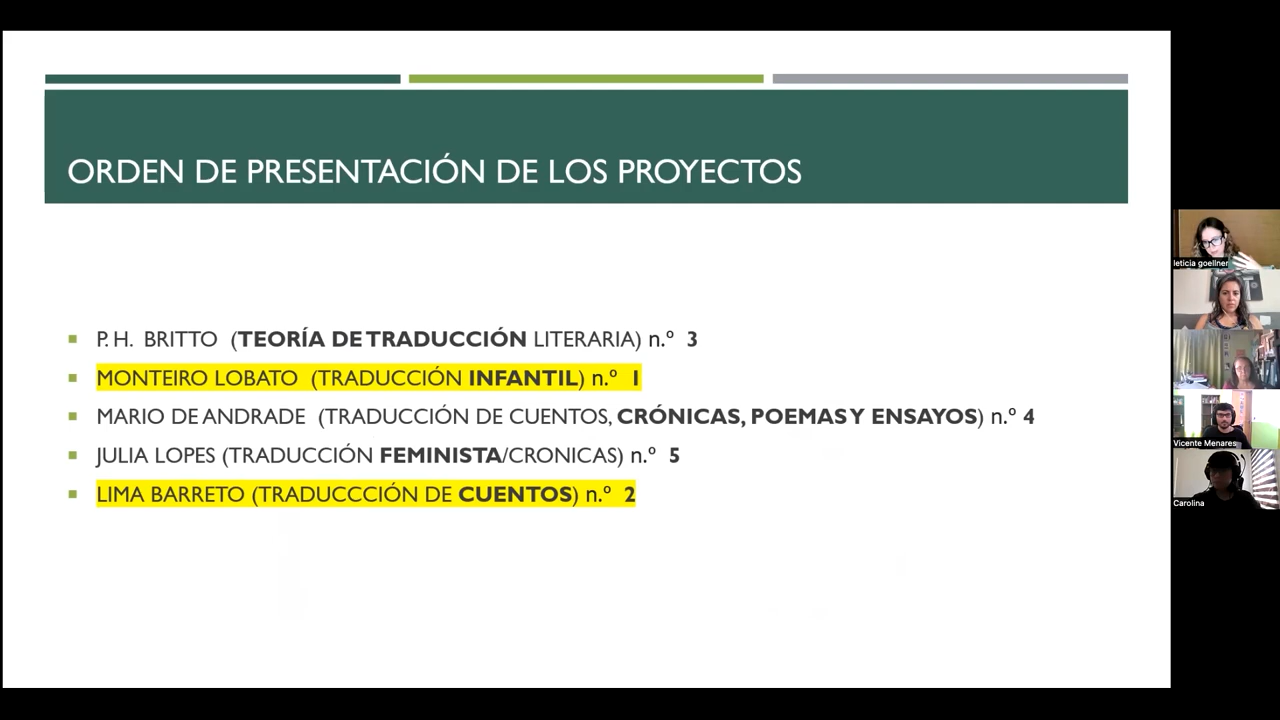 ORDEN DE PRESENTACIÓN DE LOS PROYECTOS
P. H. BRITTO (TEORÍA DE TRADUCCIÓN LITERARIA) n.º 3
MONTEIRO LOBATO (TRADUCCIÓN INFANTIL) n.º 1
MARIO DE ANDRADE (TRADUCCIÓN DE CUENTOS, CRÓNICAS, POEMAS Y ENSAYOS) n.º 4
JULIA LOPES (TRADUCCIÓN FEMINISTA/CRONICAS) n.º 5
LIMA BARRETO (TRADUCCCIÓN DE CUENTOS) n.º 2
leticia goellner
Vicente Menares
Carolina